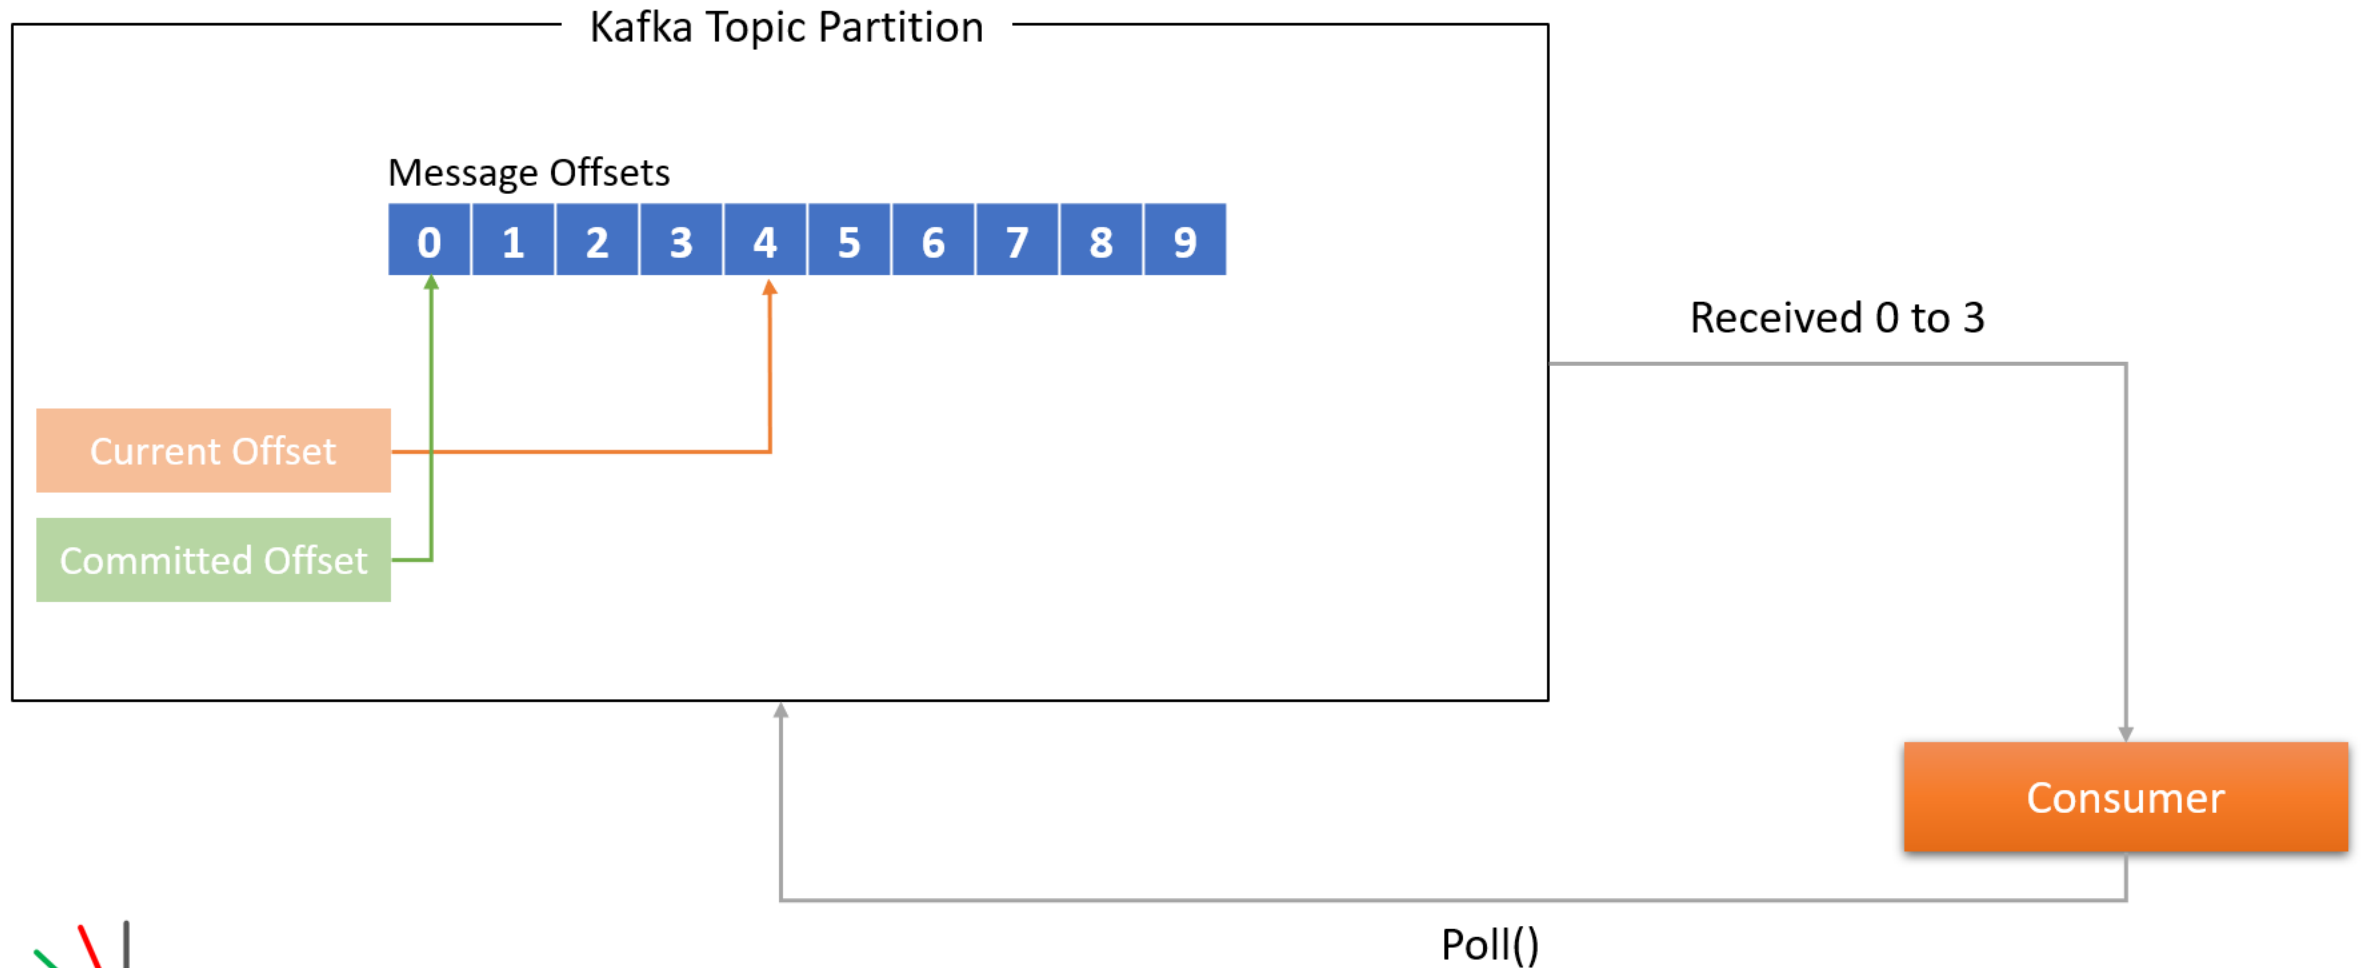 Kafka Topic Partition
Message Offsets
0 1 2 3 4 5 6 7 8 9
Received 0 to 3
Current Offset
Committed Offset
Consumer
Poll()